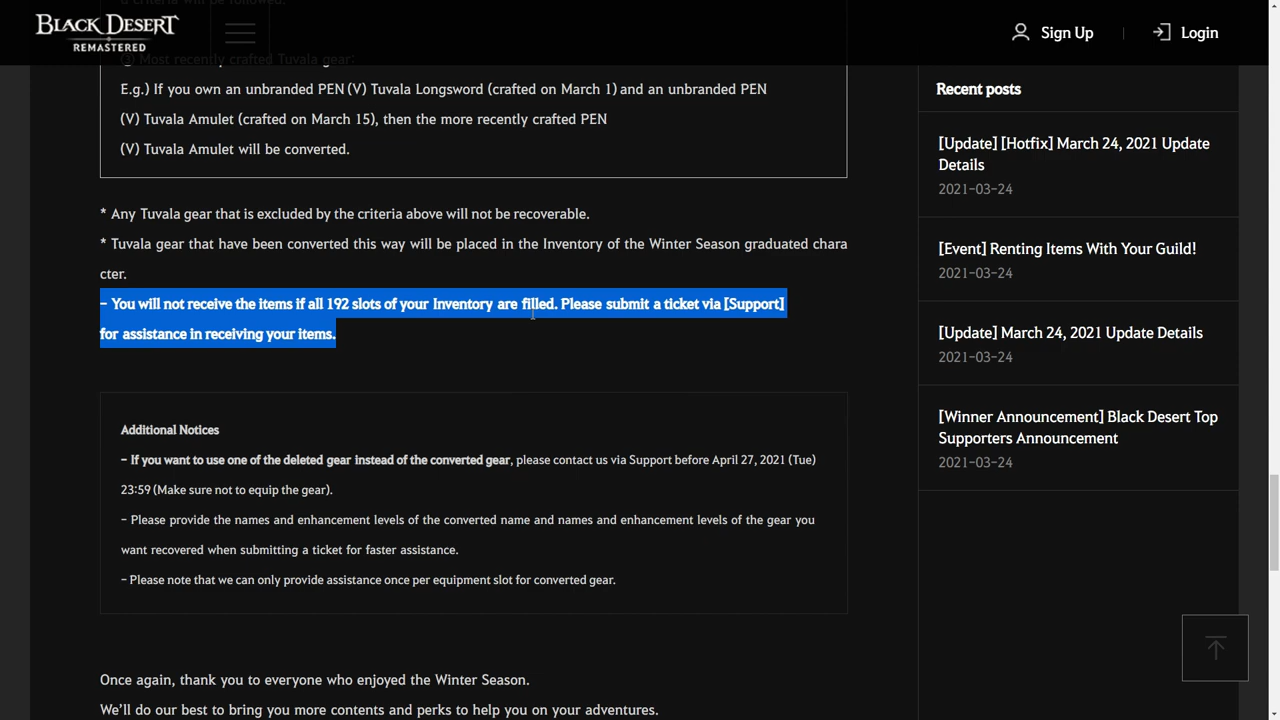 d criteria will be followed.
BLACK DESERT
REMASTERED
Sign Up
Login
③ Most recently crafted Tuvala gear:
E.g.) If you own an unbranded PEN (V) Tuvala Longsword (crafted on March 1) and an unbranded PEN
(V) Tuvala Amulet (crafted on March 15), then the more recently crafted PEN
(V) Tuvala Amulet will be converted.
* Any Tuvala gear that is excluded by the criteria above will not be recoverable.
* Tuvala gear that have been converted this way will be placed in the Inventory of the Winter Season graduated chara
cter.
– You will not receive the items if all 192 slots of your Inventory are filled. Please submit a ticket via [Support]
for assistance in receiving your items.
Additional Notices
– If you want to use one of the deleted gear instead of the converted gear, please contact us via Support before April 27, 2021 (Tue)
23:59 (Make sure not to equip the gear).
– Please provide the names and enhancement levels of the converted name and names and enhancement levels of the gear you
want recovered when submitting a ticket for faster assistance.
– Please note that we can only provide assistance once per equipment slot for converted gear.
Once again, thank you to everyone who enjoyed the Winter Season.
We'll do our best to bring you more contents and perks to help you on your adventures.
Recent posts
[Update] [Hotfix] March 24, 2021 Update
Details
2021-03-24
[Event] Renting Items With Your Guild!
2021-03-24
[Update] March 24, 2021 Update Details
2021-03-24
[Winner Announcement] Black Desert Top
Supporters Announcement
2021-03-24